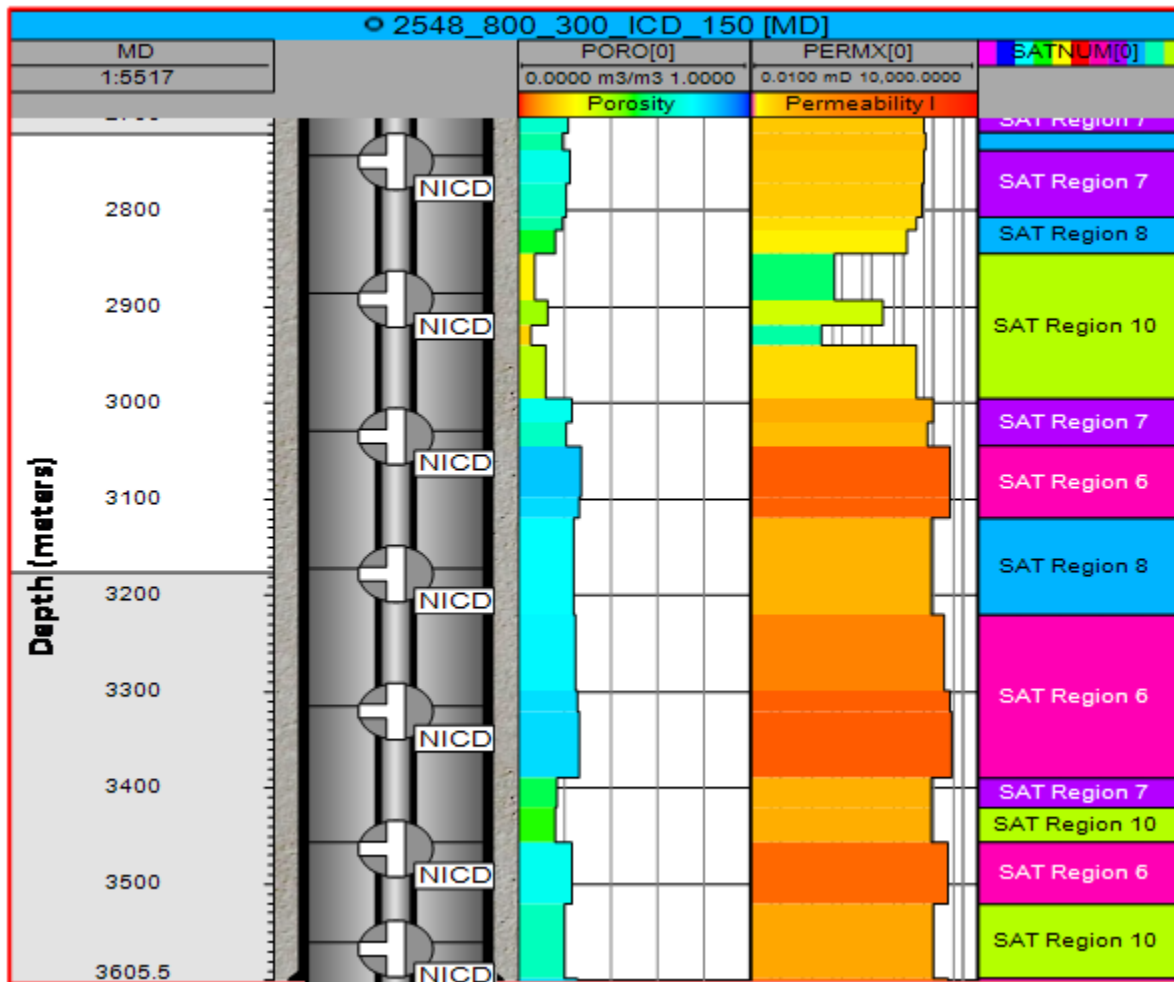 2548_800_300_ICD_150 [MD]
MD
1:5517
PORO[0]
0.0000 m3/m3 1.0000
Porosity
PERMX[0]
0.0100 mD 10,000.0000
Permeability I
SATNUM[0]
Depth (meters)
2800
2900
3000
3100
3200
3300
3400
3500
3605.5
NICD
NICD
NICD
NICD
NICD
NICD
NICD
SAT Region 7
SAT Region 7
SAT Region 8
SAT Region 10
SAT Region 7
SAT Region 6
SAT Region 8
SAT Region 6
SAT Region 7
SAT Region 10
SAT Region 6
SAT Region 10